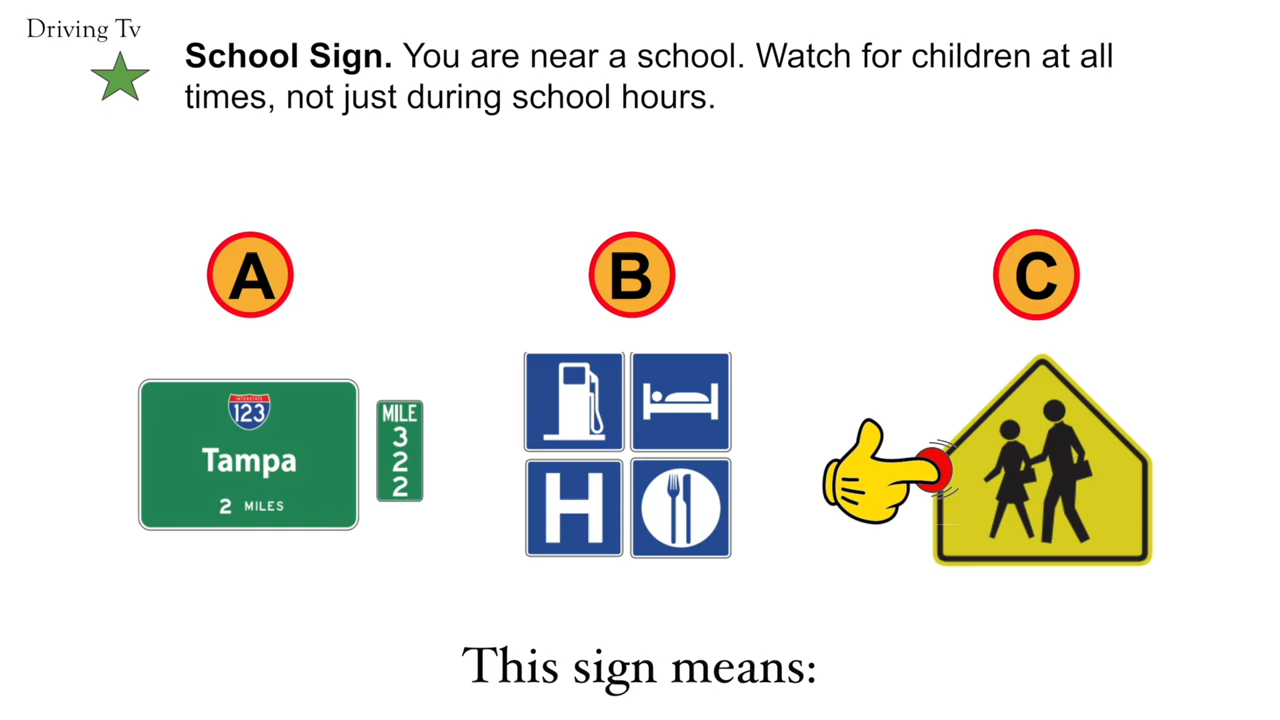 Driving Tv
School Sign. You are near a school. Watch for children at all
times, not just during school hours.
A
B
C
INTERSTATE
123
Tampa
2 MILES
MILE
3
2
2
H
This sign means: